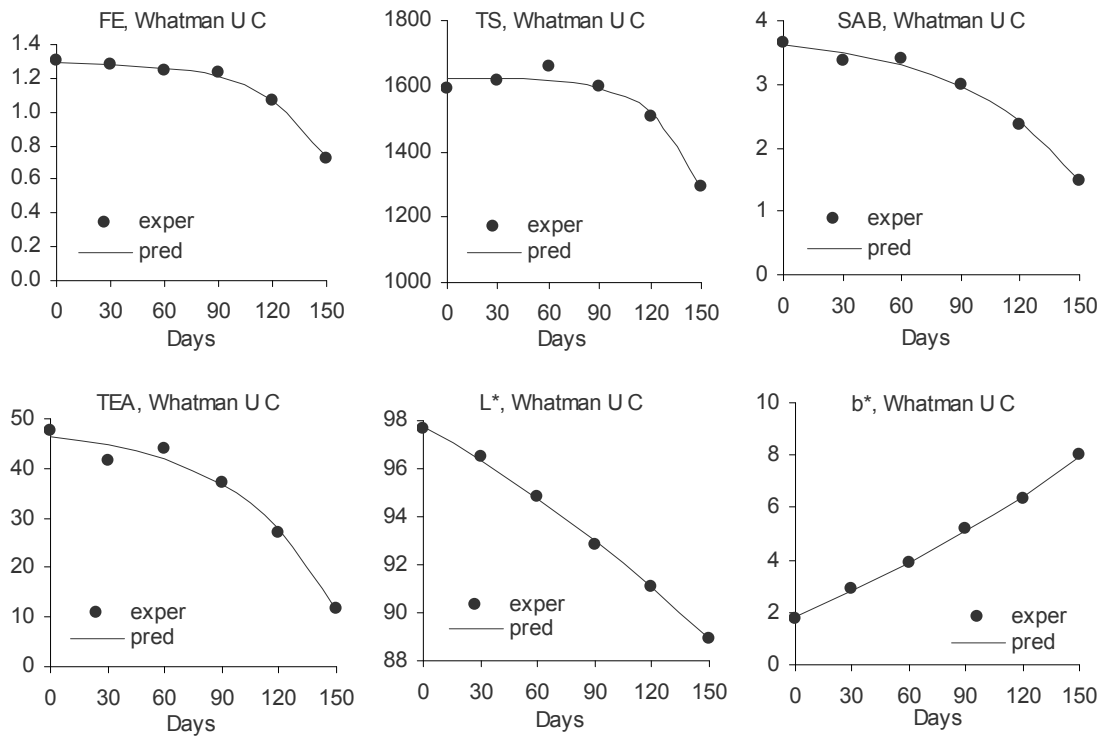 FE, Whatman U C
1.4
1.2
1.0
0.8
0.6
0.4
0.2
0.0
exper
pred
0 30 60 90 120 150
Days
TS, Whatman U C
1800
1600
1400
1200
1000
exper
pred
0 30 60 90 120 150
Days
SAB, Whatman U C
4
3
2
1
0
exper
pred
0 30 60 90 120 150
Days
TEA, Whatman U C
50
40
30
20
10
0
exper
pred
0 30 60 90 120 150
Days
L*, Whatman U C
98
96
94
92
90
88
exper
pred
0 30 60 90 120 150
Days
b*, Whatman U C
10
8
6
4
2
0
exper
pred
0 30 60 90 120 150
Days